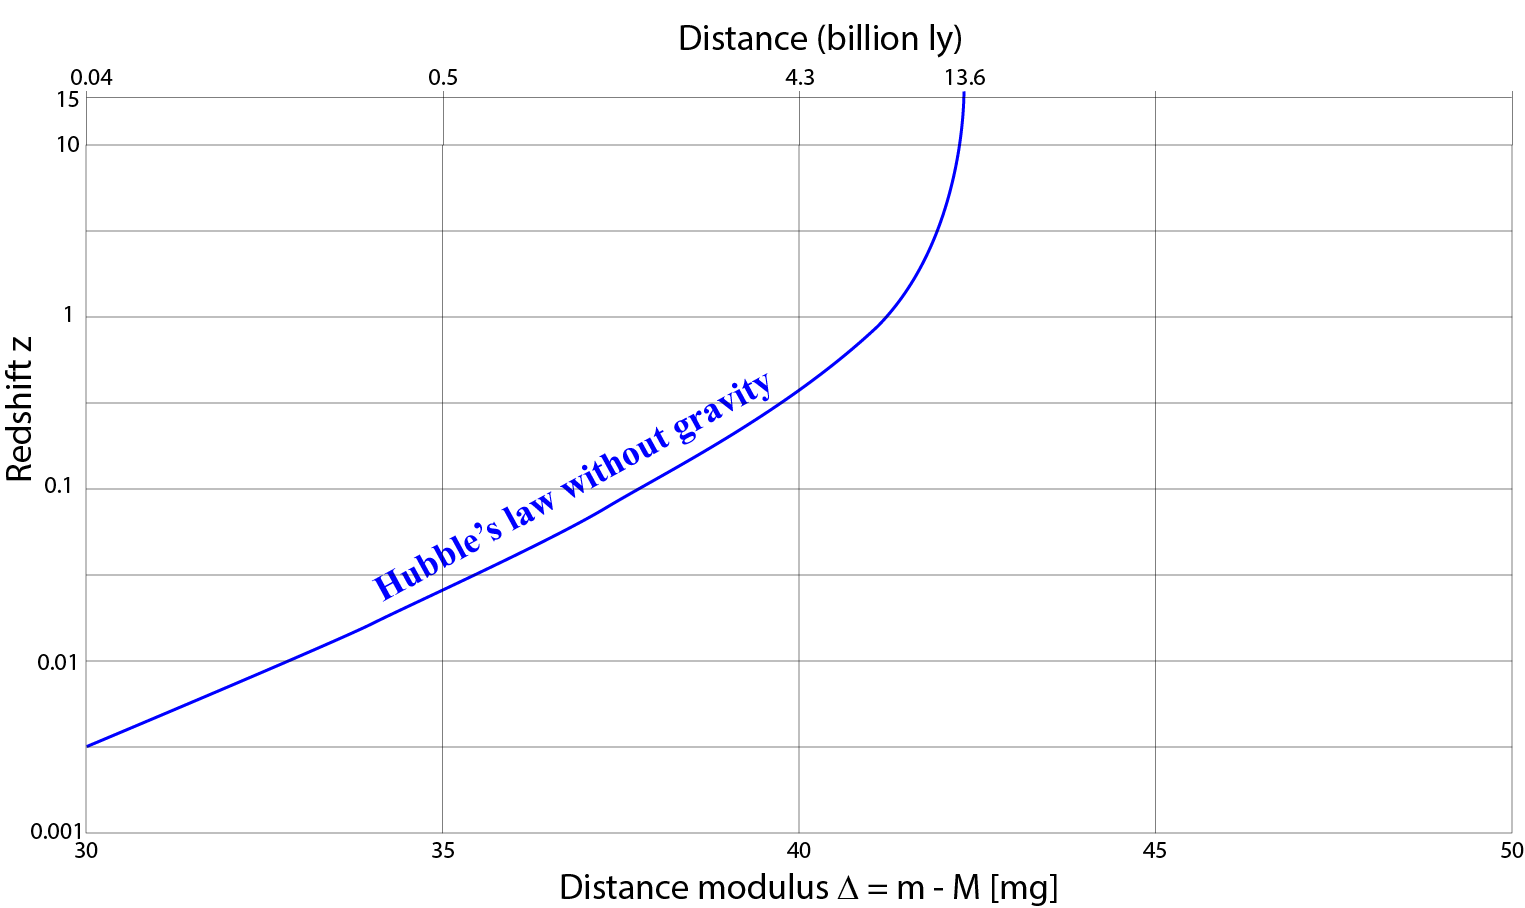 Distance (billion ly)
0.04 0.5 4.3 13.6
15
10
1
Redshift z
Hubble’s law without gravity
0.1
0.01
0.001
30 35 40 45 50
Distance modulus Δ = m - M [mg]